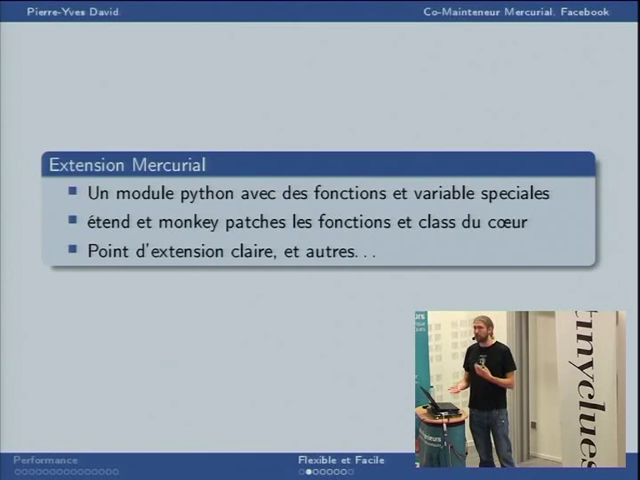 Pierre-Yves David
Co-Mainteneur Mercurial. Facebook
Extension Mercurial
Un module python avec des fonctions et variable speciales
étend et monkey patches les fonctions et class du cœur
Point d'extension claire, et autres...
tinyclues
Performance
Flexible et Facile